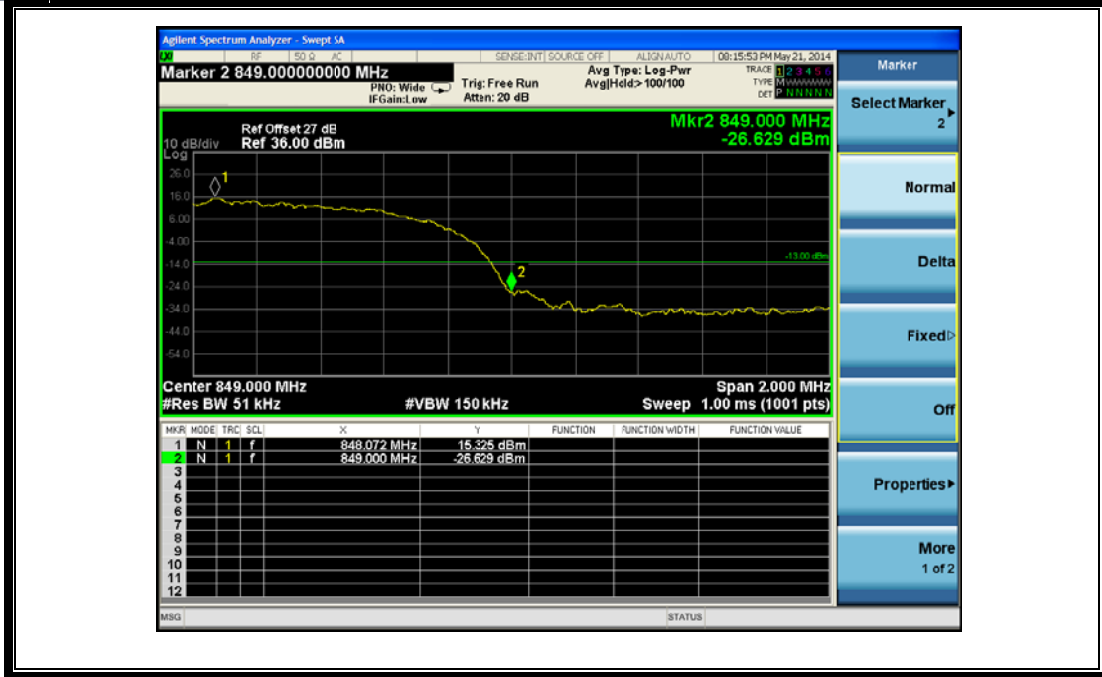 Agilent Spectrum Analyzer - Swept SA
RF 50 Ω AC SENSE:INT SOURCE OFF ALIGNAUTO 08:15:53 PM May 21, 2014
Marker 2 849.000000000 MHz
PNO: Wide
IFGain:Low
Trig: Free Run
Atten: 20 dB
Avg Type: Log-Pwr
Avg|Hold:> 100/100
TRACE 1 2 3 4 5 6
TYPE M W W W W W
DET P N N N N N
Mkr2 849.000 MHz
-26.629 dBm
Ref Offset 27 dB
10 dB/div Ref 36.00 dBm
Log
26.0
16.0
6.00
-4.00
-14.0
-24.0
-34.0
-44.0
-54.0
1
2
-13.00 dBm
Center 849.000 MHz Span 2.000 MHz
#Res BW 51 kHz #VBW 150 kHz Sweep 1.00 ms (1001 pts)
MKR MODE TRC SCL X Y FUNCTION FUNCTION WIDTH FUNCTION VALUE
1 N 1 f 848.072 MHz 15.325 dBm
2 N 1 f 849.000 MHz -26.629 dBm
3
4
5
6
7
8
9
10
11
12
MSG STATUS
Marker
Select Marker
2
Normal
Delta
Fixed
Off
Properties
More
1 of 2